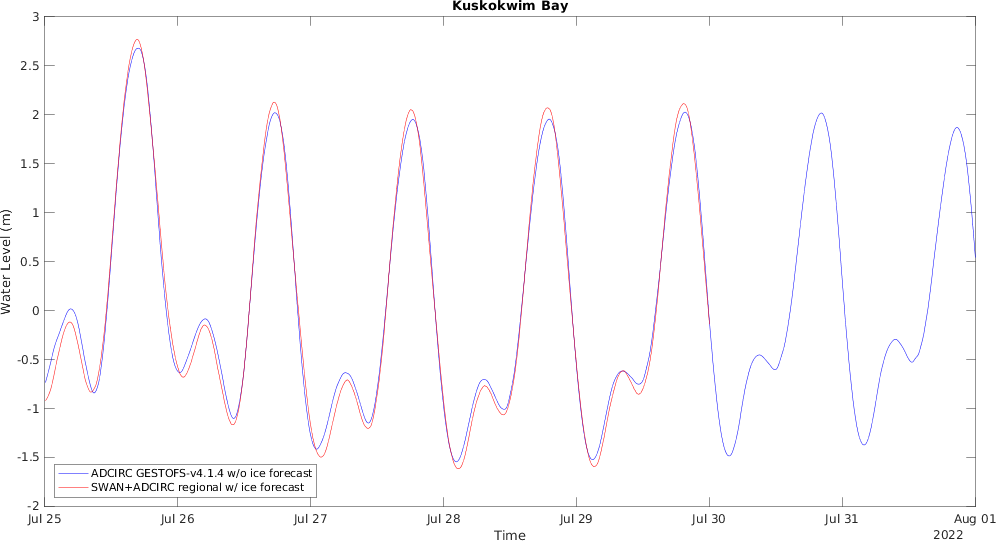 Kuskokwim Bay
3
2.5
2
1.5
1
0.5
0
-0.5
-1
-1.5
-2
Water Level (m)
ADCIRC GESTOFS-v4.1.4 w/o ice forecast
SWAN+ADCIRC regional w/ ice forecast
Jul 25 Jul 26 Jul 27 Jul 28 Jul 29 Jul 30 Jul 31 Aug 01
Time
2022